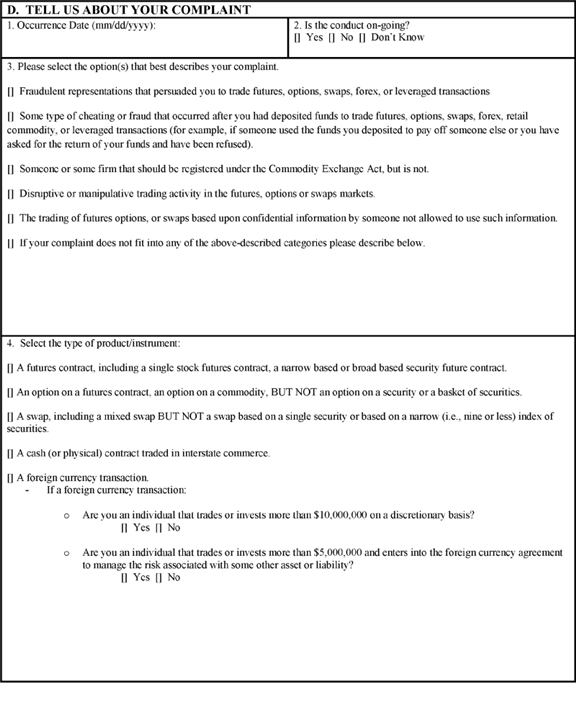 D. TELL US ABOUT YOUR COMPLAINT
1. Occurrence Date (mm/dd/yyyy):
2. Is the conduct on-going?
[] Yes [] No [] Don't Know
3. Please select the option(s) that best describes your complaint.
[] Fraudulent representations that persuaded you to trade futures, options, swaps, forex, or leveraged transactions
[] Some type of cheating or fraud that occurred after you had deposited funds to trade futures, options, swaps, forex, retail
commodity, or leveraged transactions (for example, if someone used the funds you deposited to pay off someone else or you have
asked for the return of your funds and have been refused).
[] Someone or some firm that should be registered under the Commodity Exchange Act, but is not.
[] Disruptive or manipulative trading activity in the futures, options or swaps markets.
[] The trading of futures options, or swaps based upon confidential information by someone not allowed to use such information.
[] If your complaint does not fit into any of the above-described categories please describe below.
4. Select the type of product/instrument:
[] A futures contract, including a single stock futures contract, a narrow based or broad based security future contract.
[] An option on a futures contract, an option on a commodity, BUT NOT an option on a security or a basket of securities.
[] A swap, including a mixed swap BUT NOT a swap based on a single security or based on a narrow (i.e., nine or less) index of
securities.
[] A cash (or physical) contract traded in interstate commerce.
[] A foreign currency transaction.
- If a foreign currency transaction:
o Are you an individual that trades or invests more than $10,000,000 on a discretionary basis?
[] Yes [] No
o Are you an individual that trades or invests more than $5,000,000 and enters into the foreign currency agreement
to manage the risk associated with some other asset or liability?
[] Yes [] No